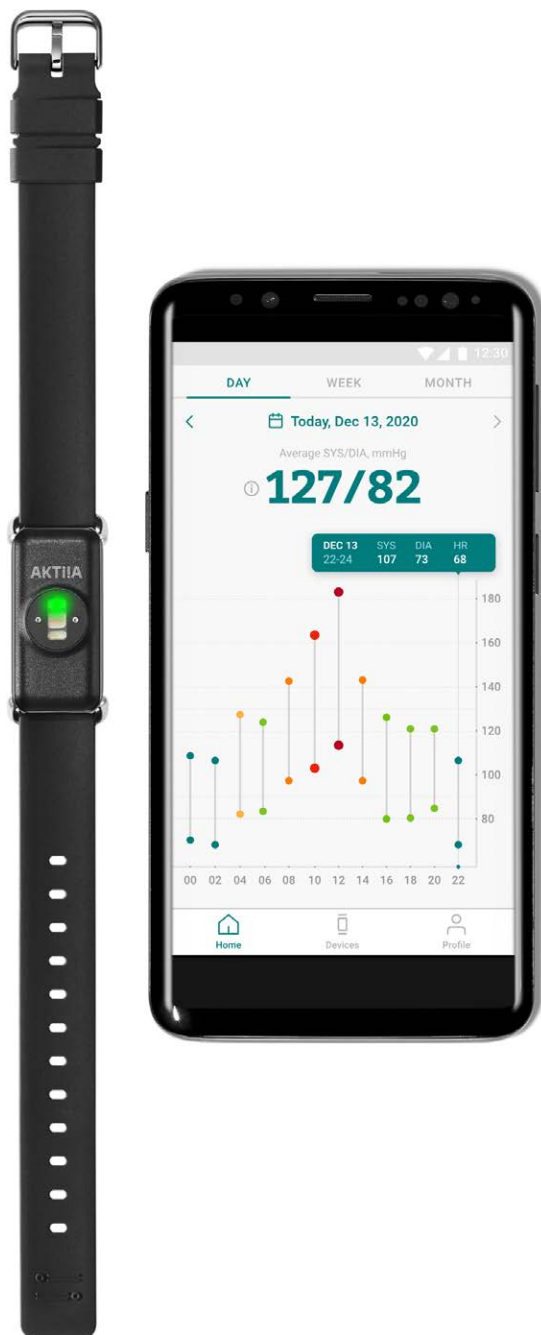 AKTIIA
12:30
DAY WEEK MONTH
Today, Dec 13, 2020
Average SYS/DIA, mmHg
127/82
DEC 13 SYS DIA HR
22-24 107 73 68
180
160
140
120
100
80
00 02 04 06 08 10 12 14 16 18 20 22
Home Devices Profile